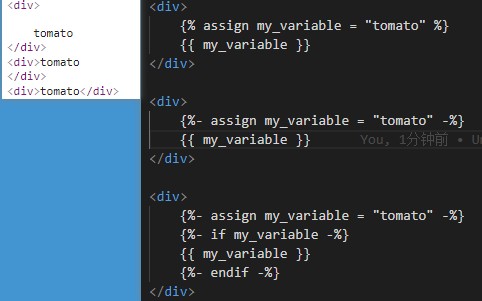 <div>
tomato
</div>
<div>tomato
</div>
<div>tomato</div>
<div>
{% assign my_variable = "tomato" %}
{{ my_variable }}
</div>
<div>
{%- assign my_variable = "tomato" -%}
{{ my_variable }} You, 1分钟前 • Un
</div>
<div>
{%- assign my_variable = "tomato" -%}
{%- if my_variable -%}
{{ my_variable }}
{%- endif -%}
</div>